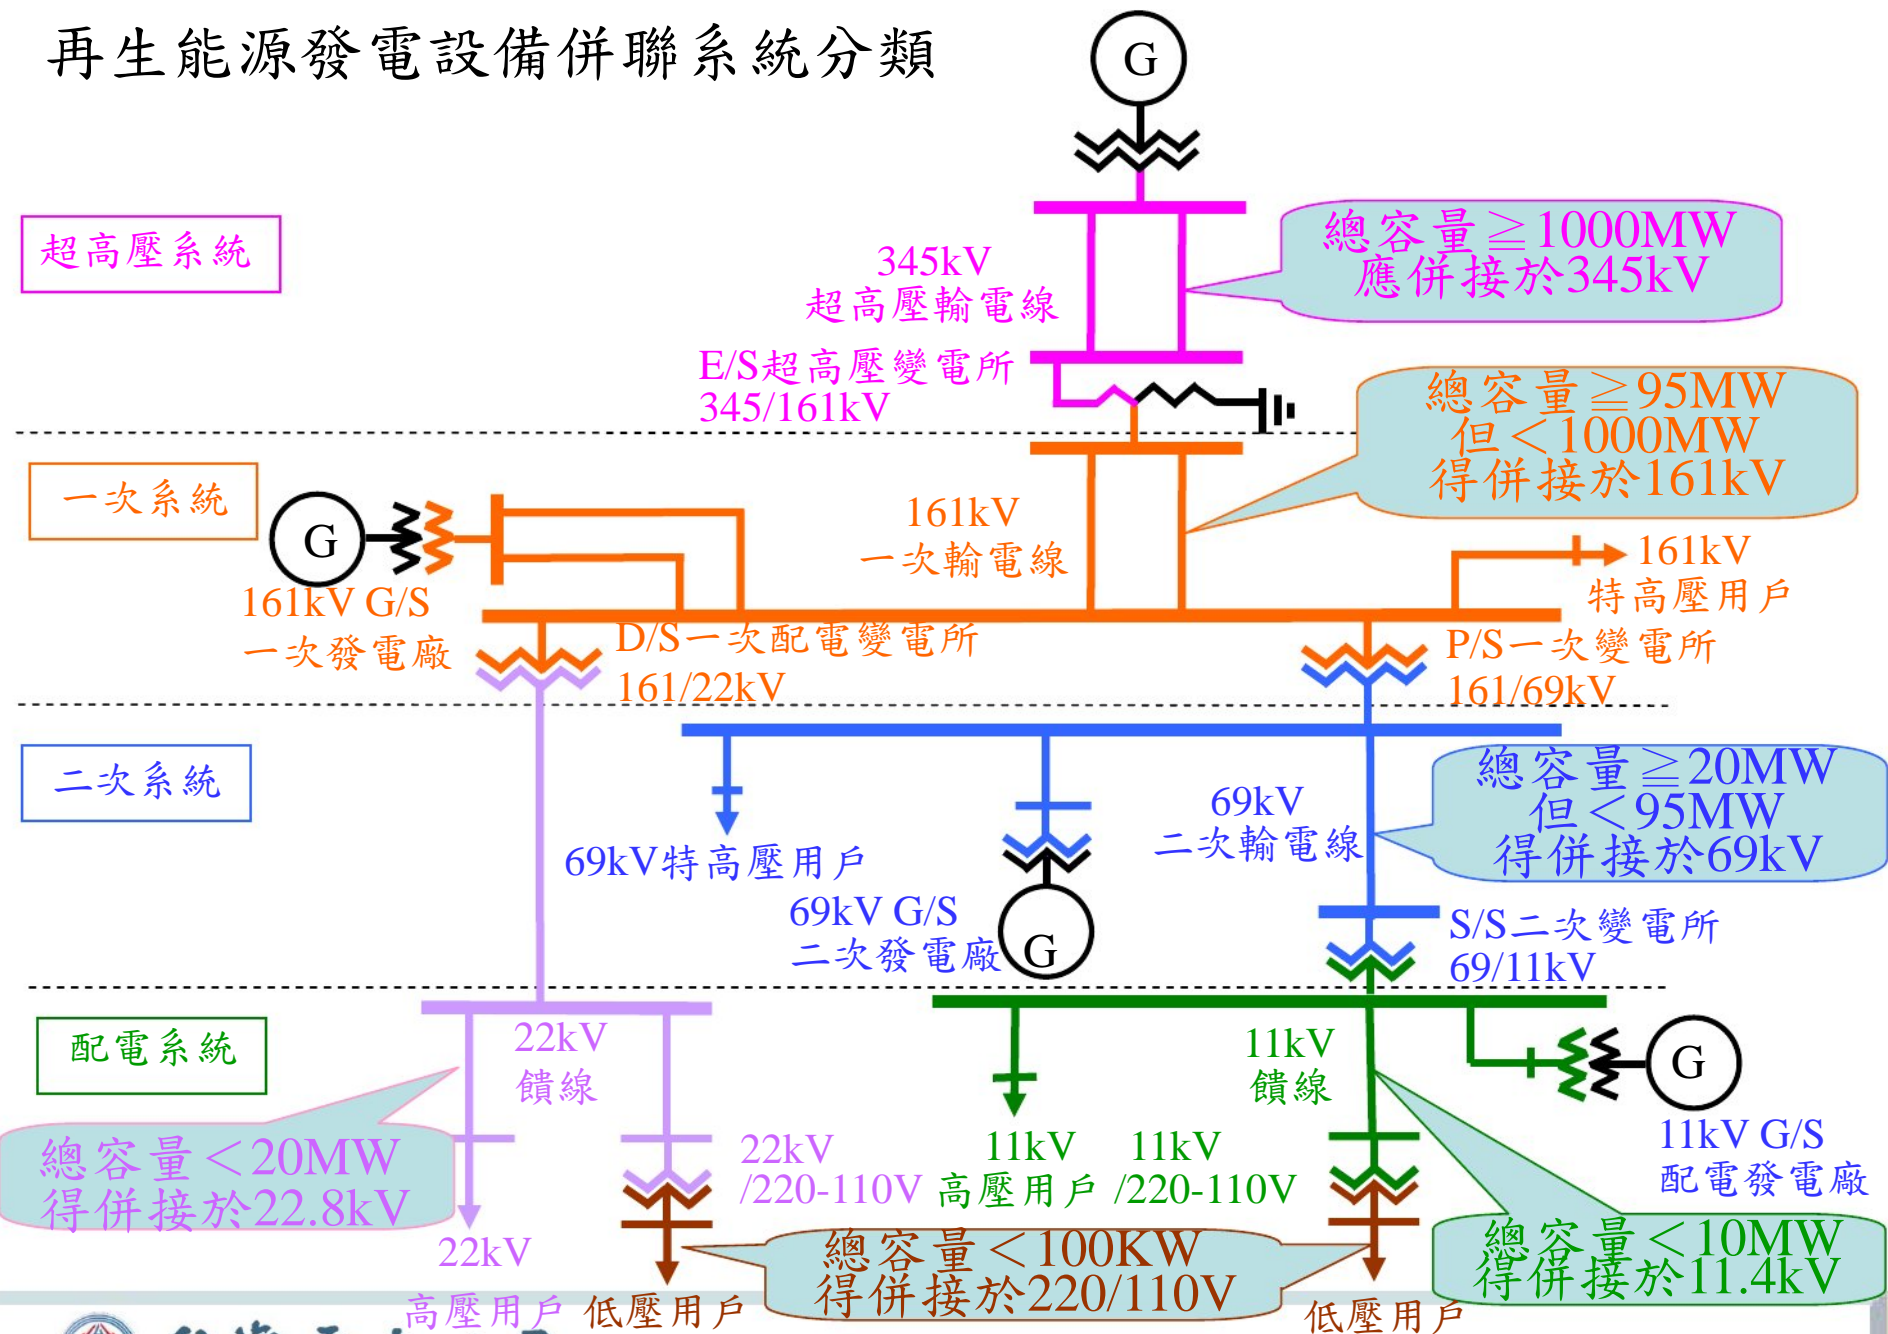 再生能源發電設備併聯系統分類
G
超高壓系統
345kV
超高壓輸電線
總容量≧1000MW
應併接於345kV
E/S超高壓變電所
345/161kV
總容量≧95MW
但＜1000MW
得併接於161kV
一次系統
G
161kV G/S
一次發電廠
161kV
一次輸電線
161kV
特高壓用戶
D/S一次配電變電所
161/22kV
P/S一次變電所
161/69kV
二次系統
69kV特高壓用戶
69kV G/S
二次發電廠
G
69kV
二次輸電線
總容量≧20MW
但＜95MW
得併接於69kV
S/S二次變電所
69/11kV
配電系統
22kV
饋線
11kV
饋線
G
11kV G/S
配電發電廠
總容量＜20MW
得併接於22.8kV
22kV
/220-110V
11kV
高壓用戶
11kV
/220-110V
總容量＜100KW
得併接於220/110V
總容量＜10MW
得併接於11.4kV
22kV
高壓用戶
低壓用戶
低壓用戶